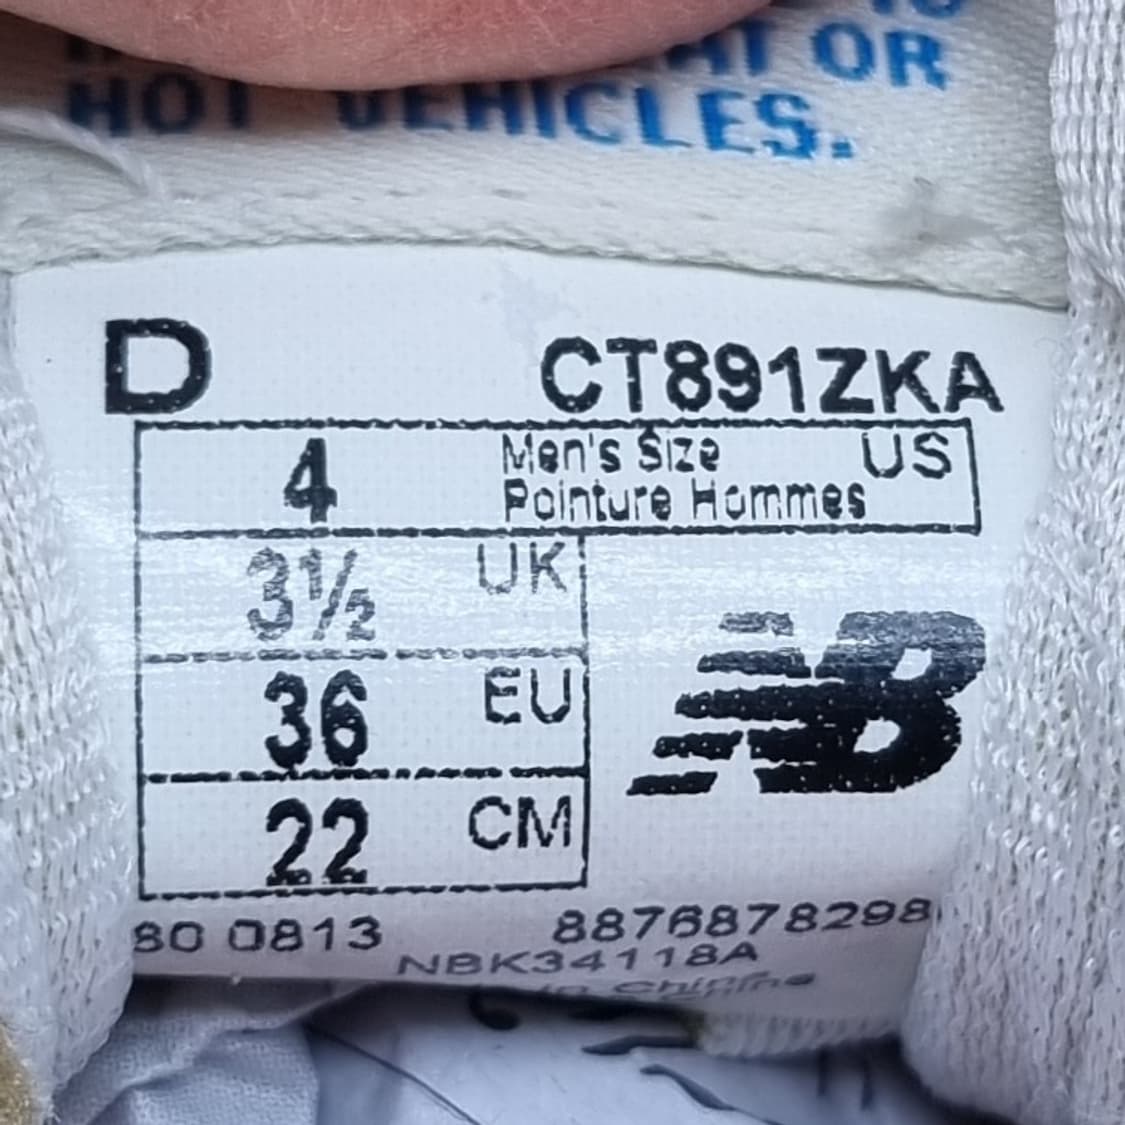 OR
HOT VEHICLES.
D CT891ZKA
4 Men's Size US
Pointure Hommes
3½ UK
36 EU
NB
22 CM
80 0813 8876878298
NBK34118A